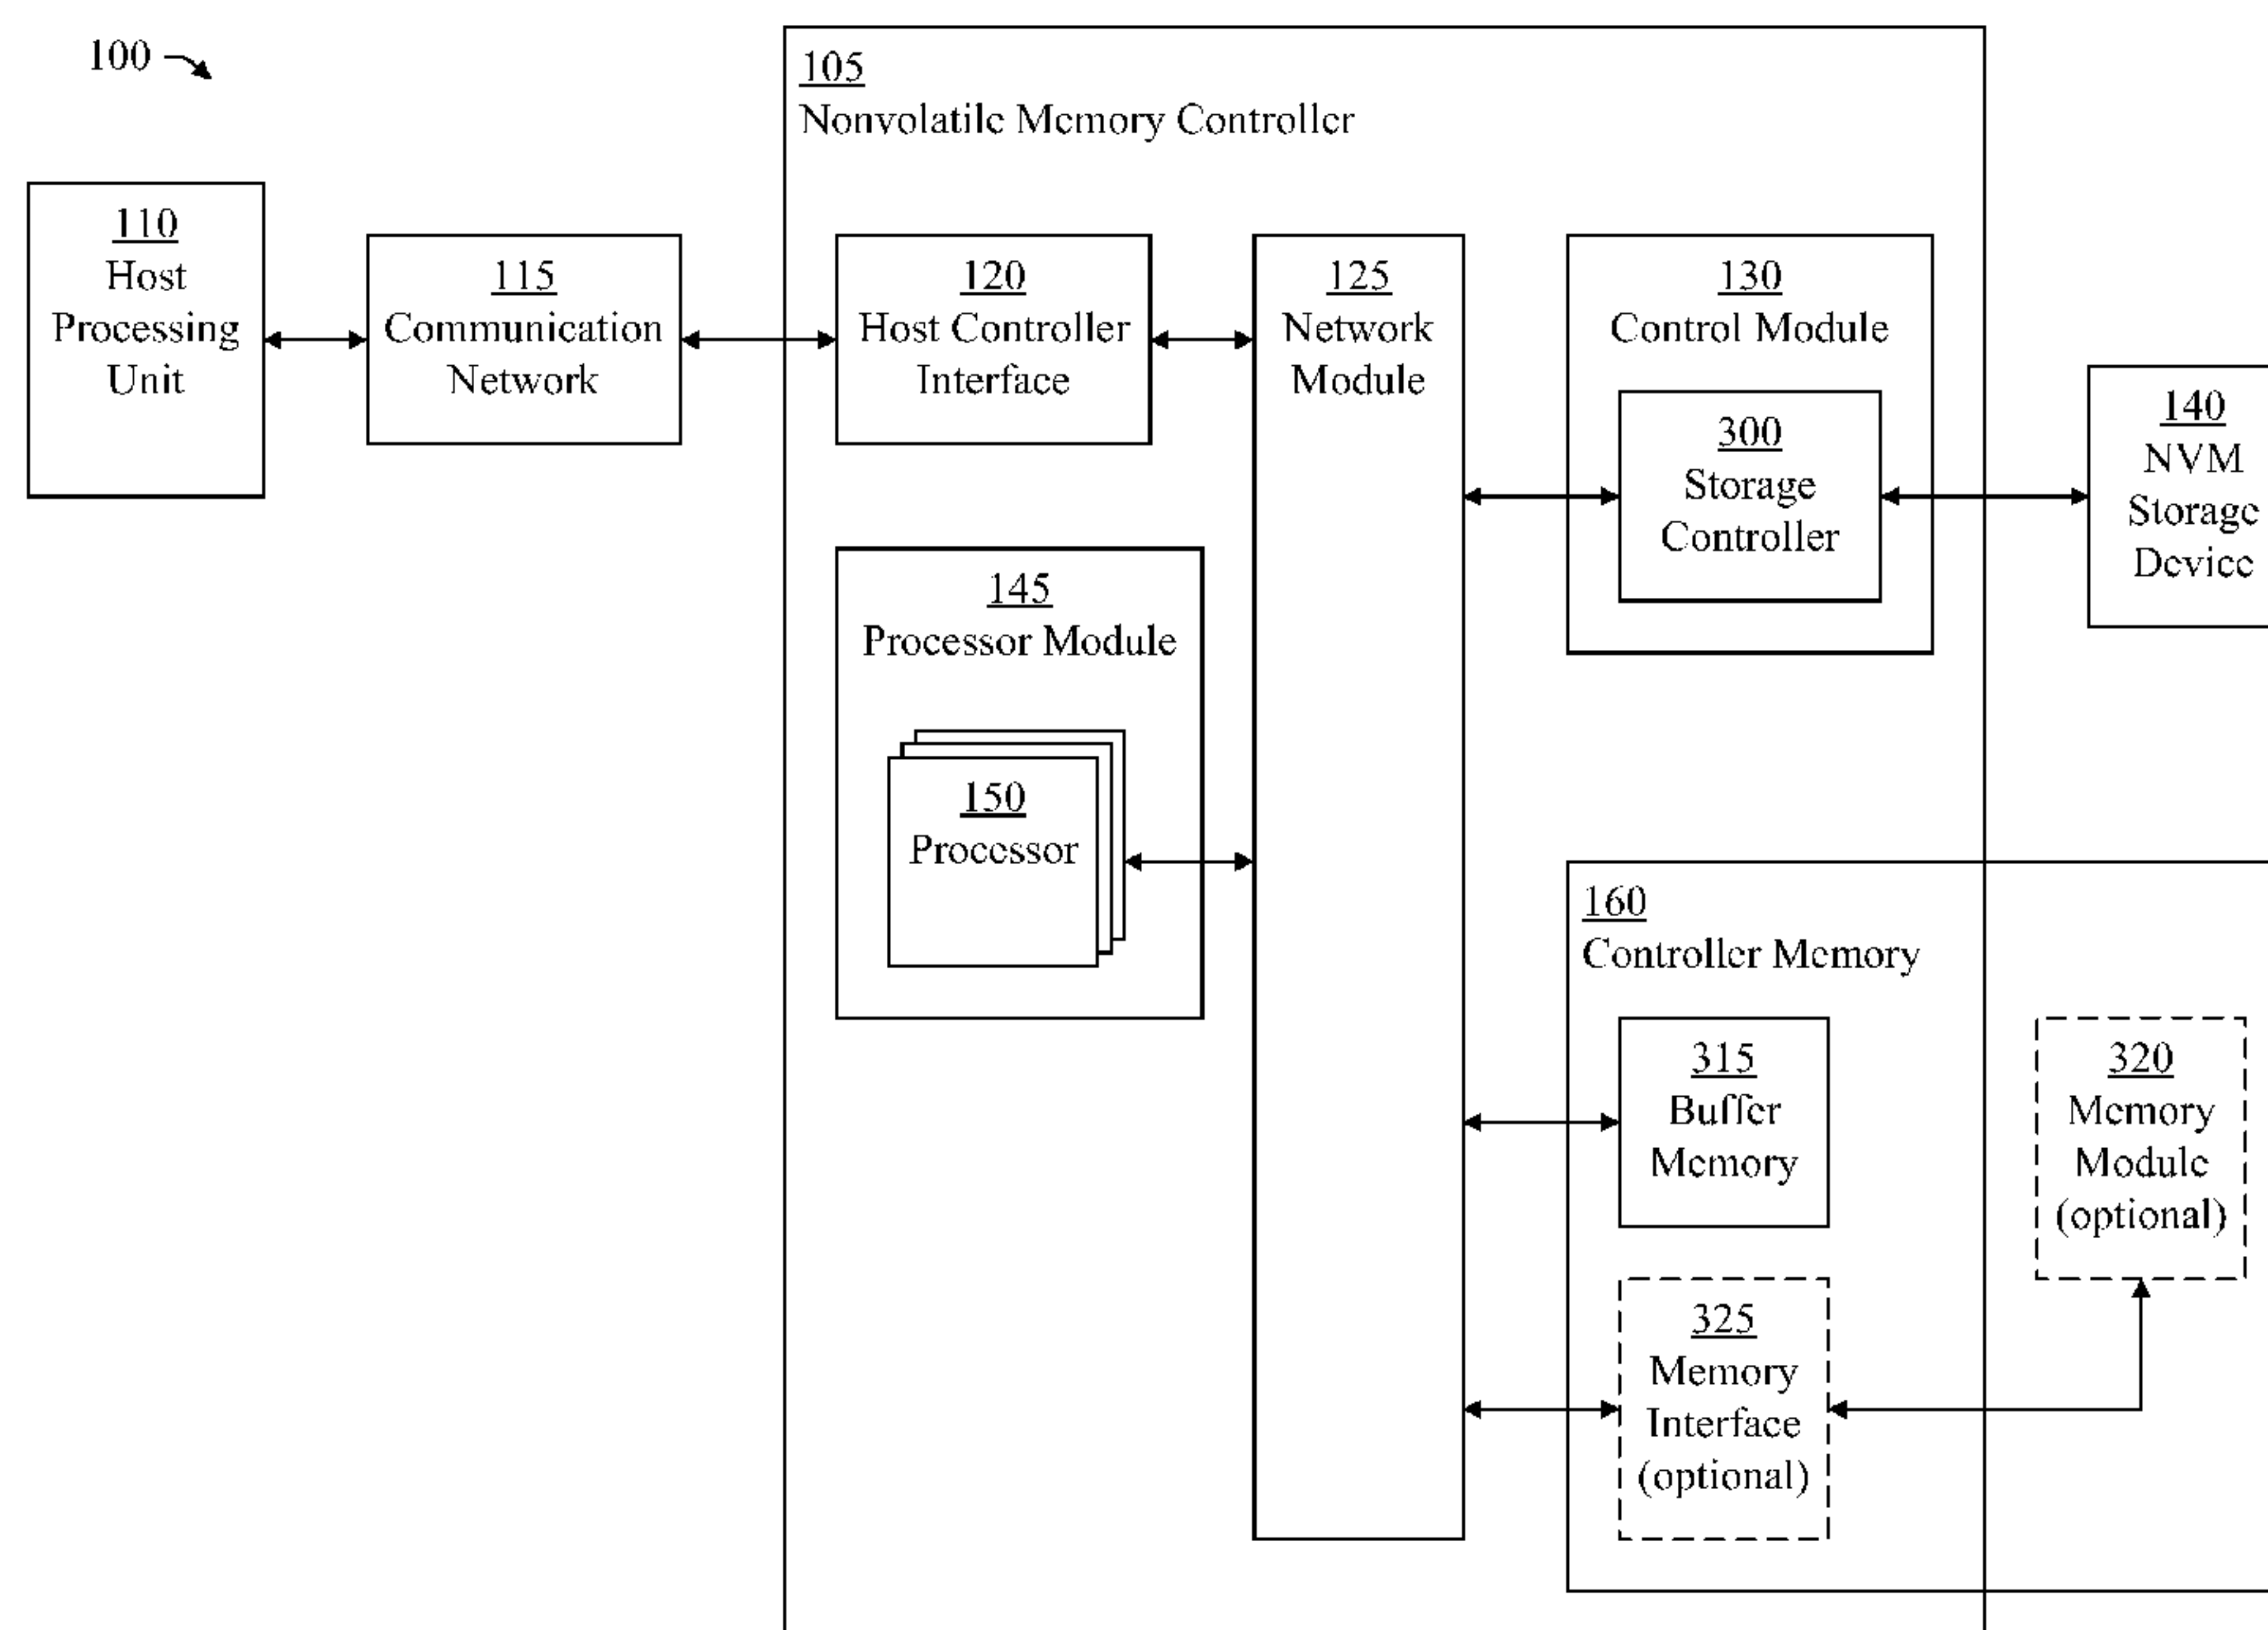 100
105
Nonvolatile Memory Controller
110
Host
Processing
Unit
115
Communication
Network
120
Host Controller
Interface
125
Network
Module
130
Control Module
300
Storage
Controller
140
NVM
Storage
Device
145
Processor Module
150
Processor
160
Controller Memory
315
Buffer
Memory
320
Memory
Module
(optional)
325
Memory
Interface
(optional)